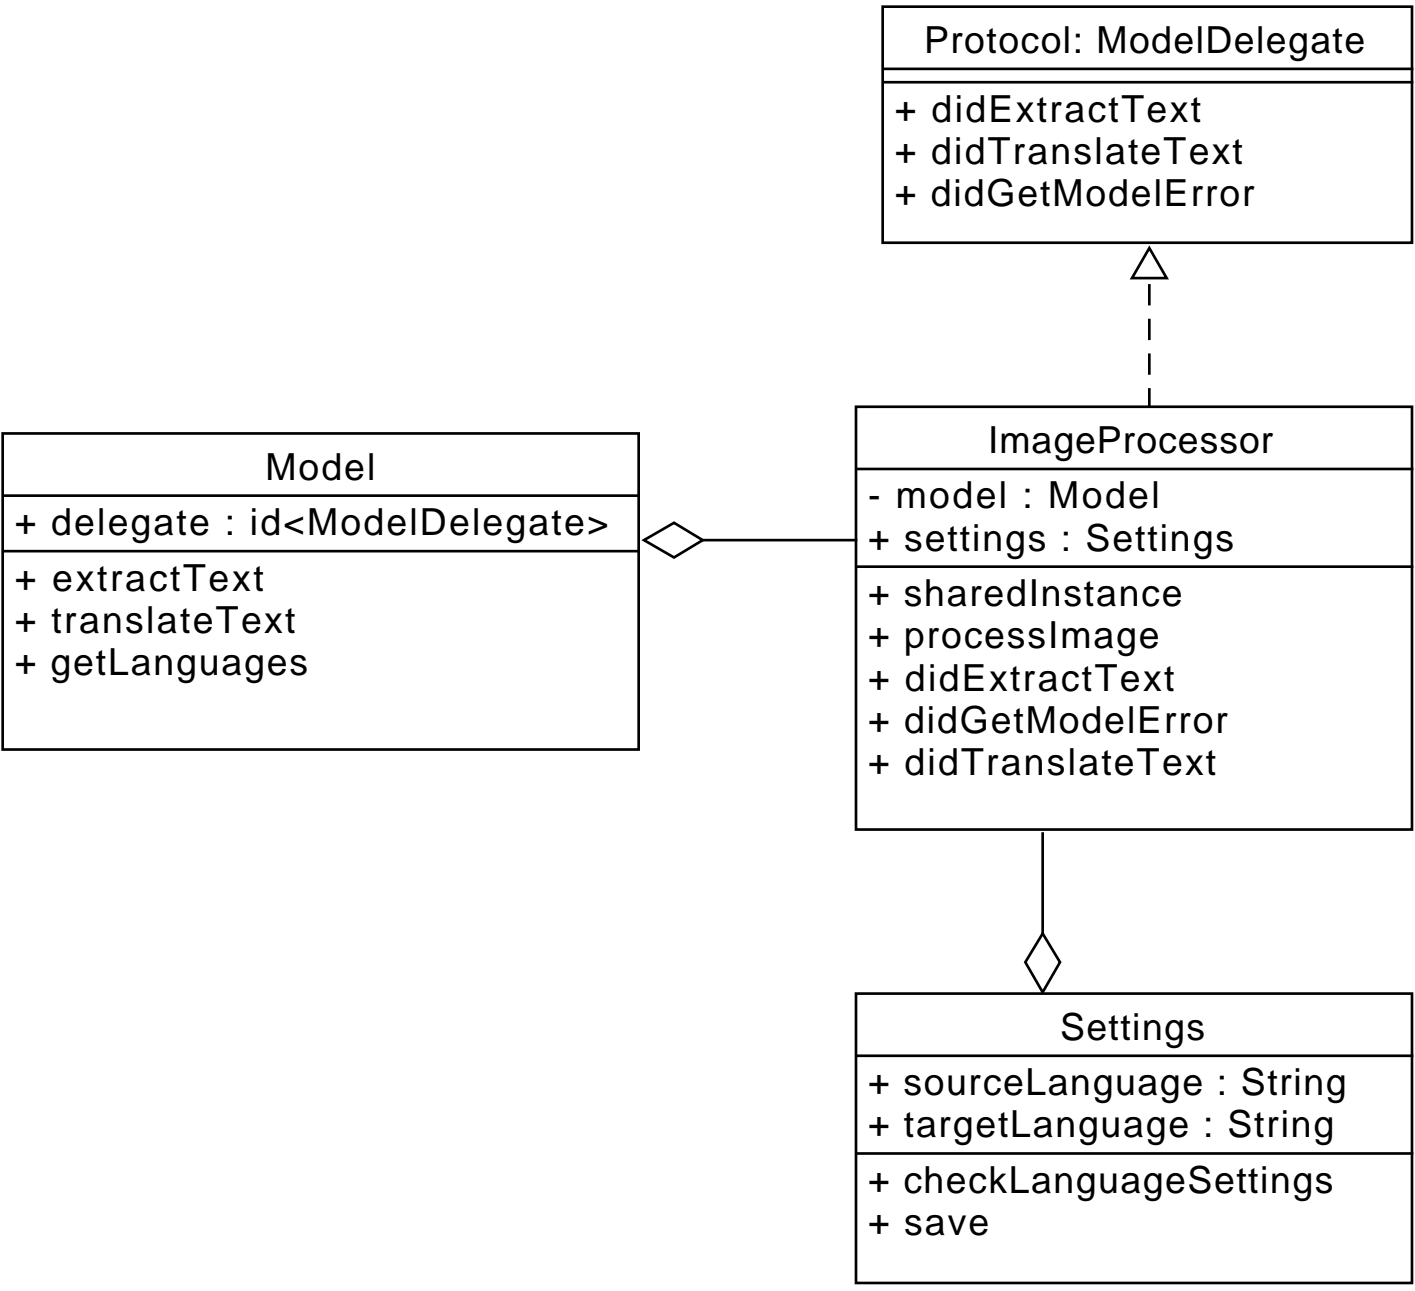 Protocol: ModelDelegate
+ didExtractText
+ didTranslateText
+ didGetModelError
Model
+ delegate : id<ModelDelegate>
+ extractText
+ translateText
+ getLanguages
ImageProcessor
- model : Model
+ settings : Settings
+ sharedInstance
+ processImage
+ didExtractText
+ didGetModelError
+ didTranslateText
Settings
+ sourceLanguage : String
+ targetLanguage : String
+ checkLanguageSettings
+ save